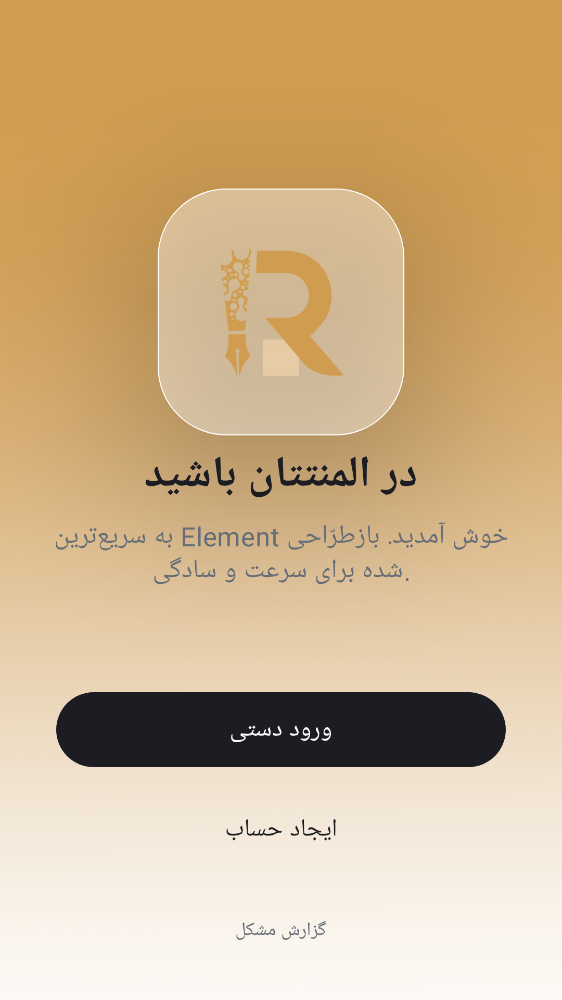 R
در المنتتان باشید
به سریع‌ترین Element خوش آمدید. بازطرّاحی
شده برای سرعت و سادگی.
ورود دستی
ایجاد حساب
گزارش مشکل